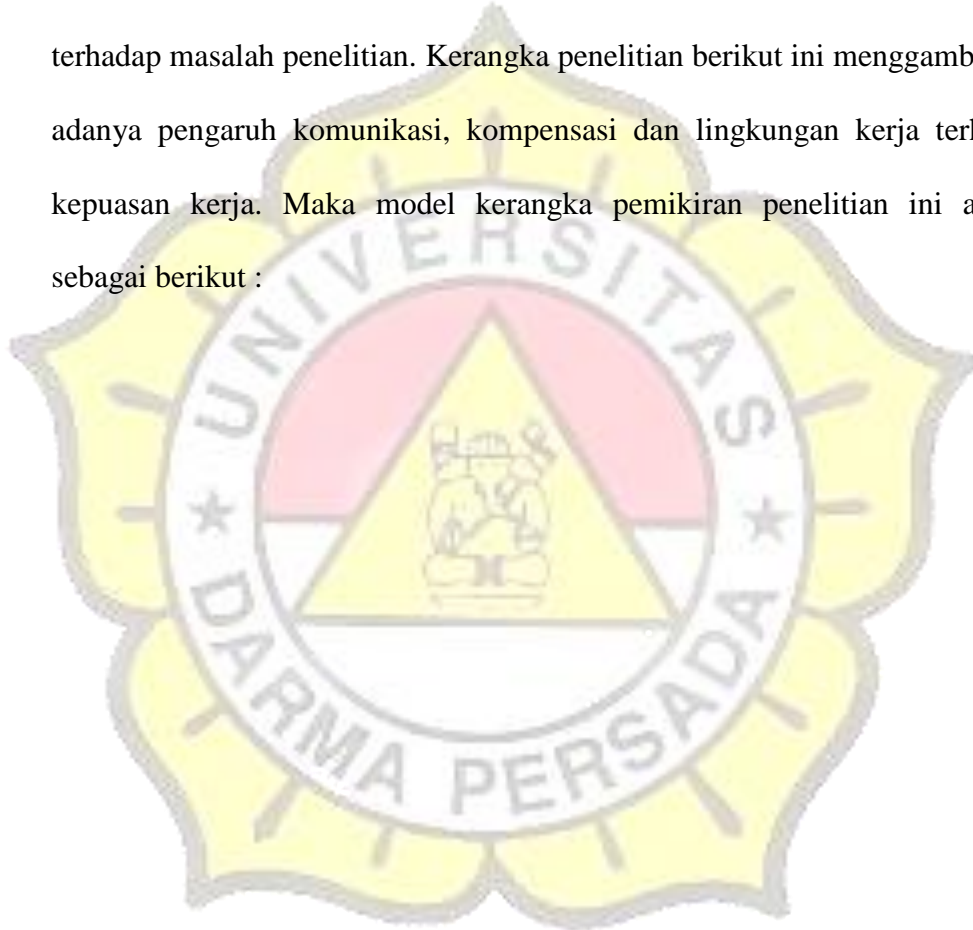 terhadap masalah penelitian. Kerangka penelitian berikut ini menggamb
adanya pengaruh komunikasi, kompensasi dan lingkungan kerja terh
kepuasan kerja. Maka model kerangka pemikiran penelitian ini a
sebagai berikut :
UNIVERSITAS
DARMA PERSADA